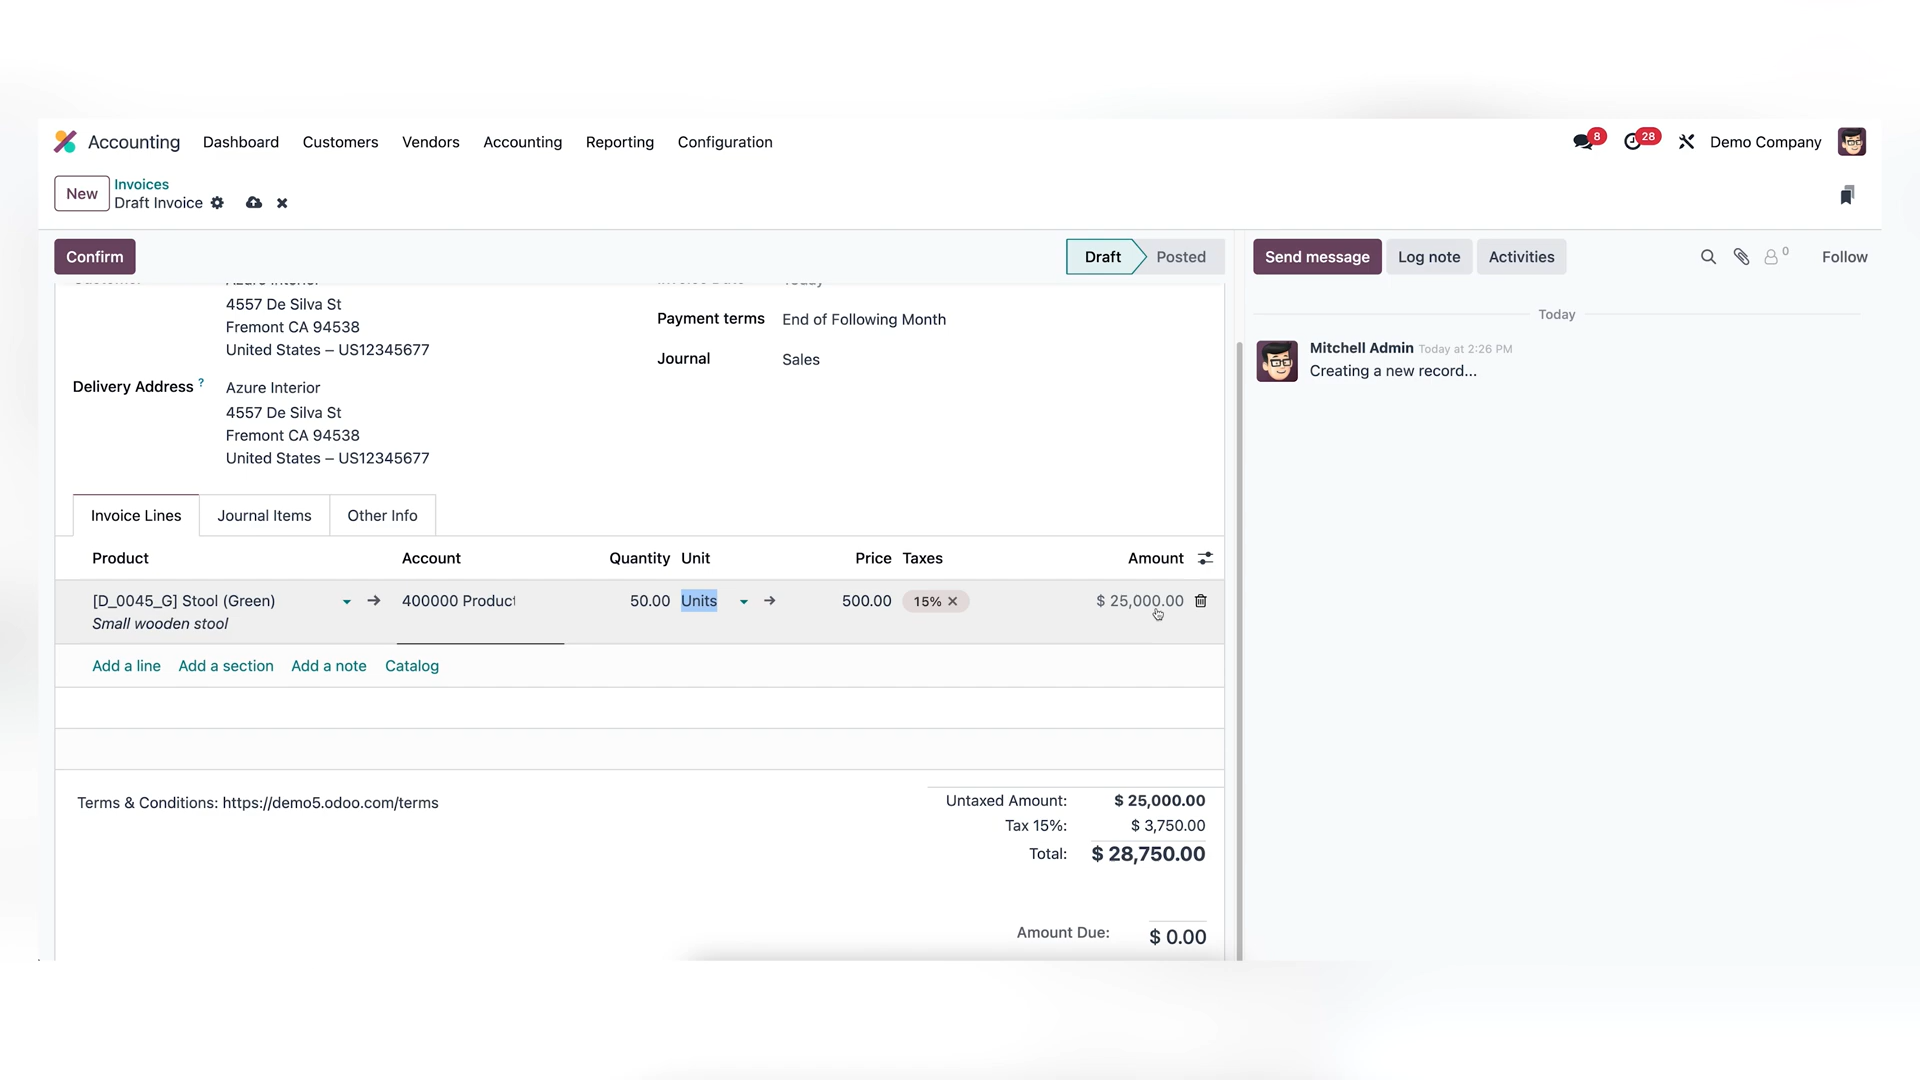 Accounting Dashboard Customers Vendors Accounting Reporting Configuration 8 28 Demo Company
New Invoices
Draft Invoice
Confirm Draft Posted Send message Log note Activities 0 Follow
Azure Interior
4557 De Silva St
Fremont CA 94538
United States – US12345677
Payment terms End of Following Month
Journal Sales
Delivery Address ? Azure Interior
4557 De Silva St
Fremont CA 94538
United States – US12345677
Today
Mitchell Admin Today at 2:26 PM
Creating a new record...
Invoice Lines Journal Items Other Info
Product Account Quantity Unit Price Taxes Amount
[D_0045_G] Stool (Green) 400000 Product 50.00 Units 500.00 15% $ 25,000.00
Small wooden stool
Add a line Add a section Add a note Catalog
Terms & Conditions: https://demo5.odoo.com/terms
Untaxed Amount: $ 25,000.00
Tax 15%: $ 3,750.00
Total: $ 28,750.00
Amount Due: $ 0.00